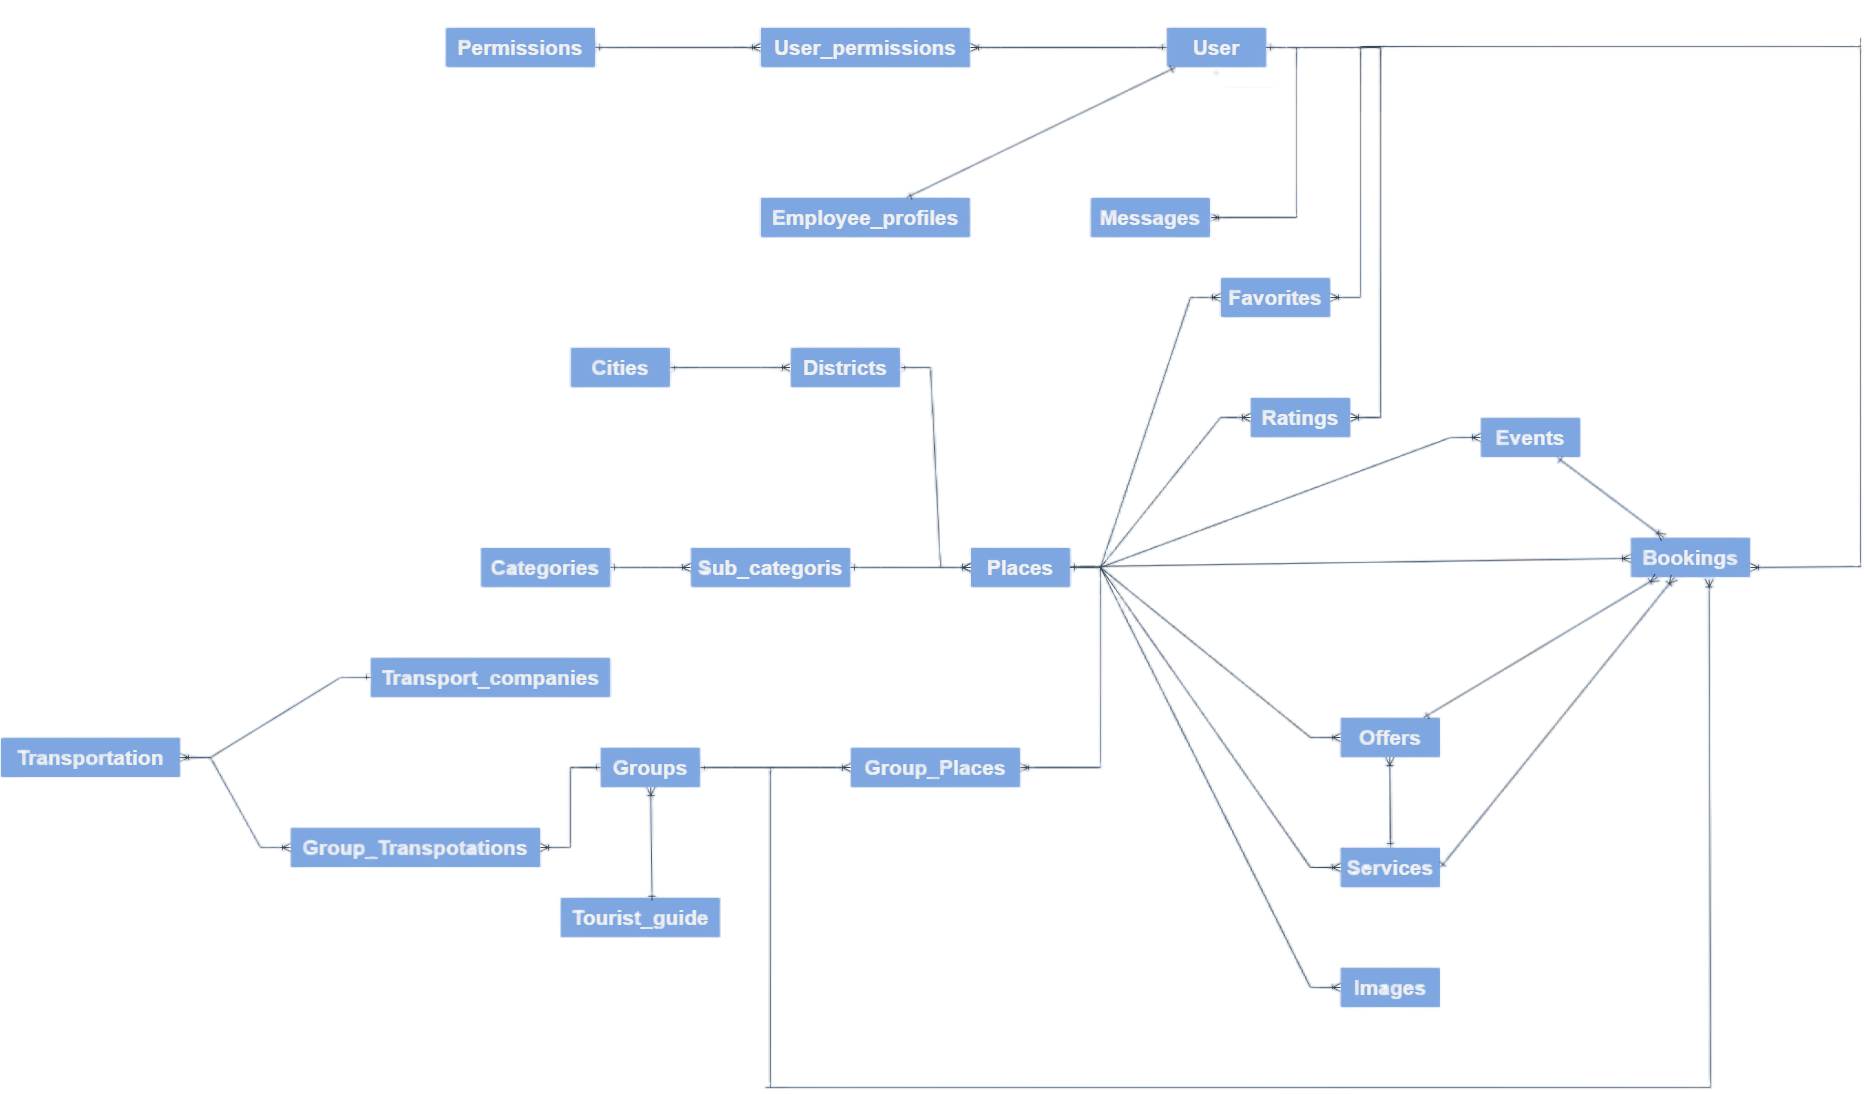 Permissions
User_permissions
User
Employee_profiles
Messages
Favorites
Cities
Districts
Ratings
Events
Categories
Sub_categoris
Places
Bookings
Transport_companies
Transportation
Groups
Group_Places
Offers
Group_Transpotations
Services
Tourist_guide
Images